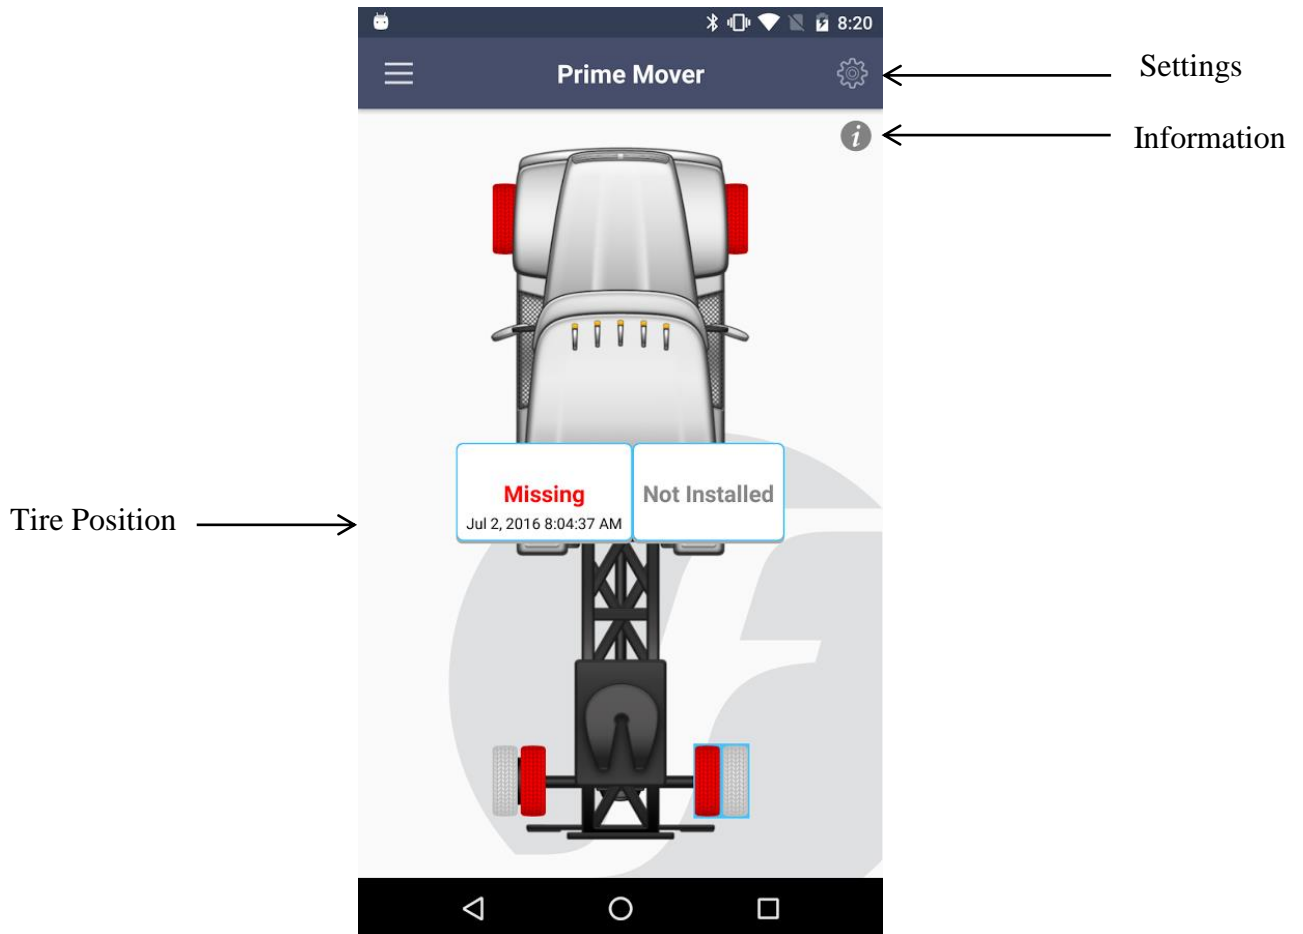 8:20
Prime Mover
Settings
Information
Missing
Not Installed
Jul 2, 2016 8:04:37 AM
Tire Position